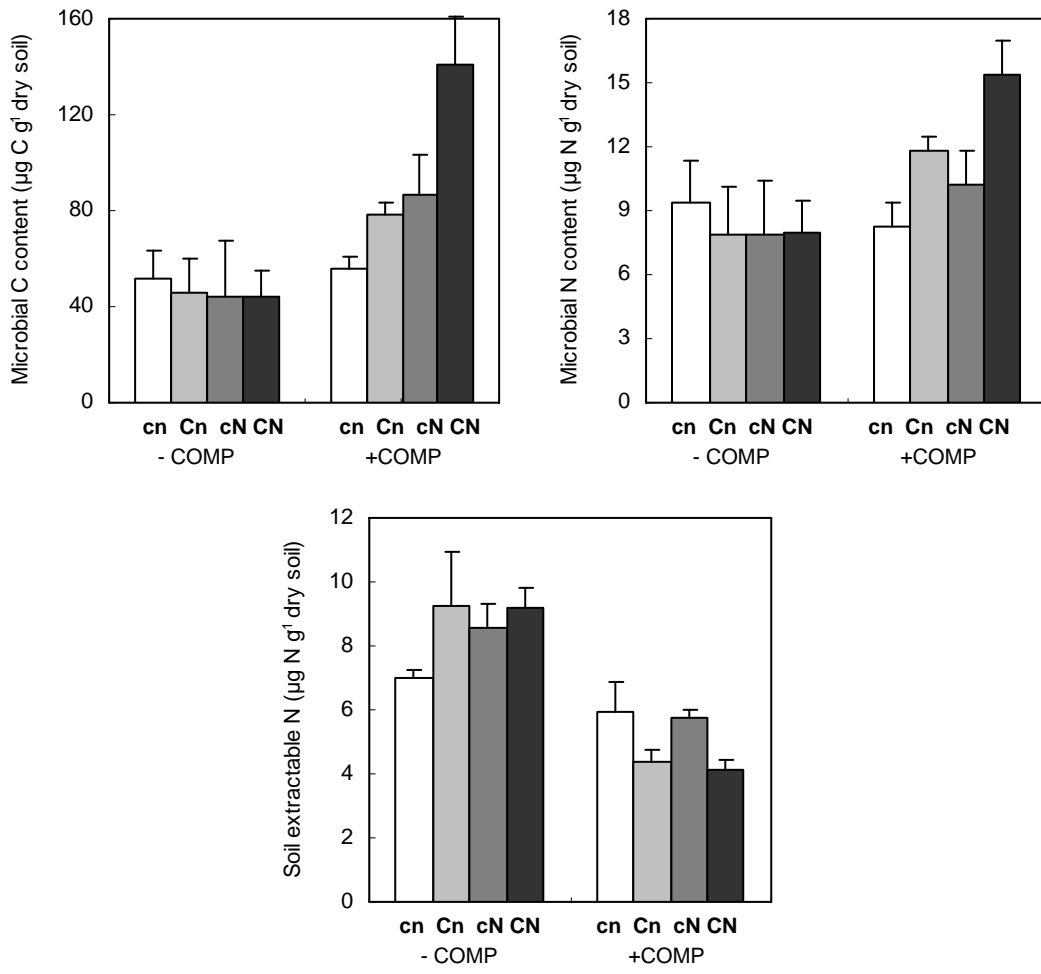 Microbial C content (µg C g¹ dry soil)
160
120
80
40
0
cn Cn cN CN cn Cn cN CN
- COMP +COMP
Microbial N content (µg N g¹ dry soil)
18
15
12
9
6
3
0
cn Cn cN CN cn Cn cN CN
- COMP +COMP
Soil extractable N (µg N g¹ dry soil)
12
10
8
6
4
2
0
cn Cn cN CN cn Cn cN CN
- COMP +COMP